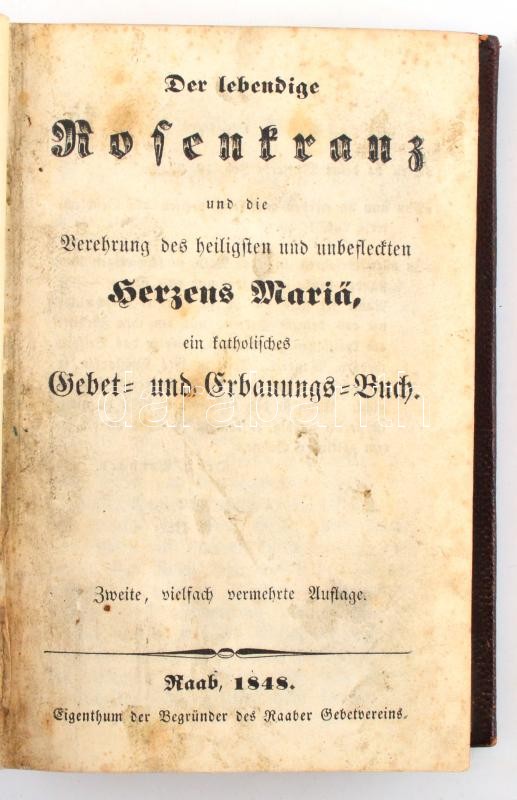 Der lebendige
Rosenkranz
und die
Verehrung des heiligsten und unbefleckten
Herzens Mariä,
ein katholisches
Gebet- und Erbauungs-Buch.
darabanth
Zweite, vielfach vermehrte Auflage.
Raab, 1848.
Eigenthum der Begründer des Raaber Gebetvereins.